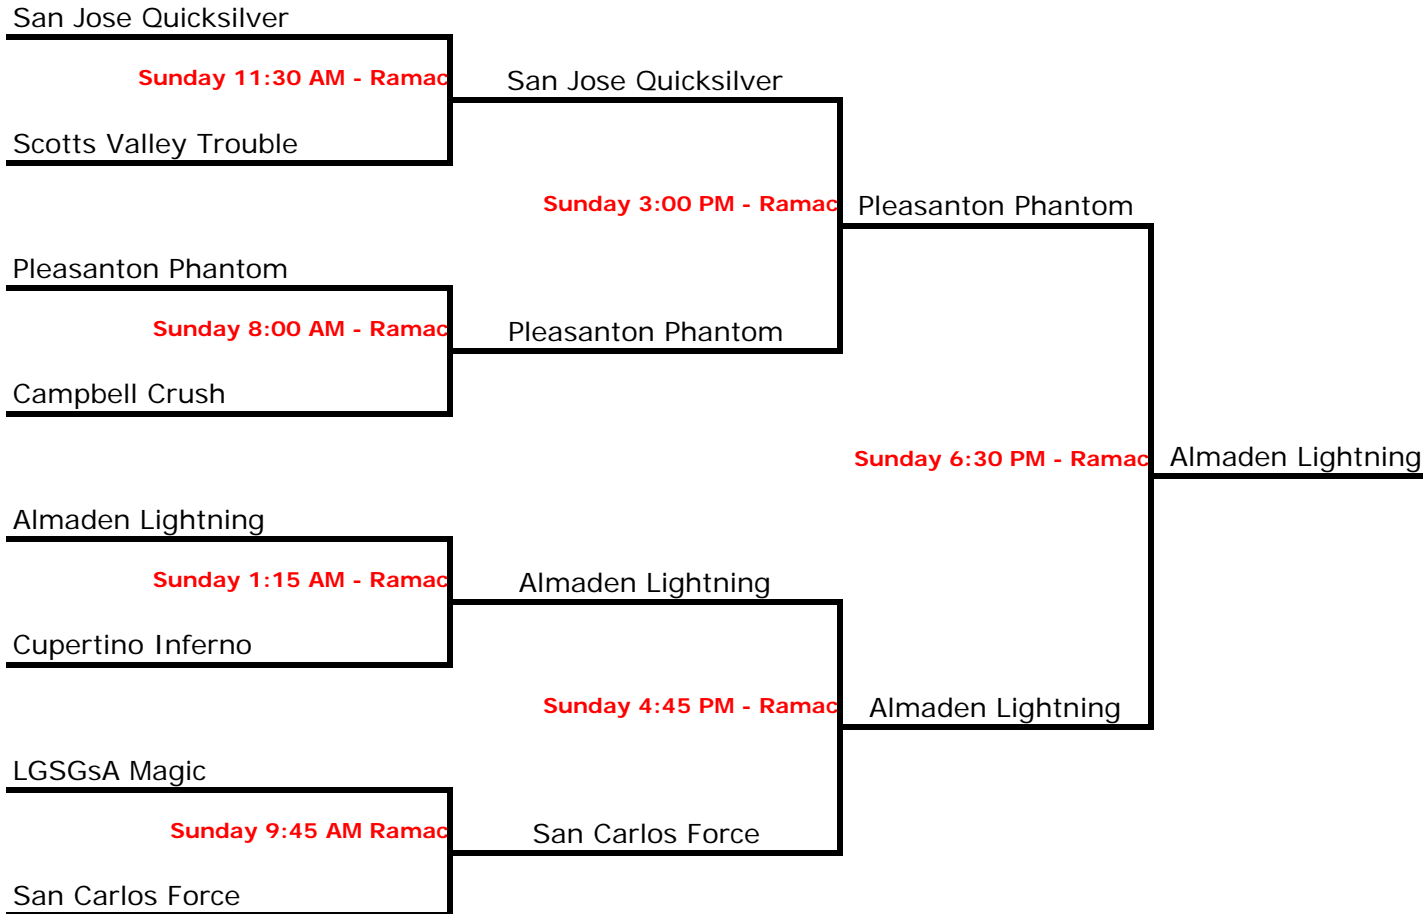 San Jose Quicksilver
Sunday 11:30 AM - Ramac
San Jose Quicksilver
Scotts Valley Trouble
Sunday 3:00 PM - Ramac
Pleasanton Phantom
Pleasanton Phantom
Sunday 8:00 AM - Ramac
Pleasanton Phantom
Campbell Crush
Sunday 6:30 PM - Ramac
Almaden Lightning
Almaden Lightning
Sunday 1:15 AM - Ramac
Almaden Lightning
Cupertino Inferno
Sunday 4:45 PM - Ramac
Almaden Lightning
LGSGsA Magic
Sunday 9:45 AM Ramac
San Carlos Force
San Carlos Force